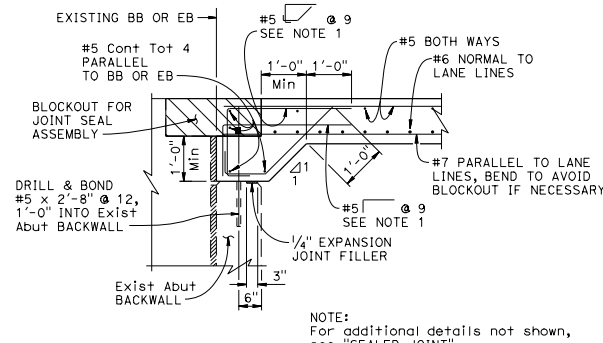 EXISTING BB OR EB
#5 @ 9
SEE NOTE 1
#5 Cont Tot 4
PARALLEL
TO BB OR EB
#5 BOTH WAYS
1'-0" 1'-0"
Min
#6 NORMAL TO
LANE LINES
BLOCKOUT FOR
JOINT SEAL
ASSEMBLY
1'-0"
Min
1'-0"
1
1
#7 PARALLEL TO LANE
LINES, BEND TO AVOID
BLOCKOUT IF NECESSARY
DRILL & BOND
#5 x 2'-8" @ 12,
1'-0" INTO Exist
Abut BACKWALL
#5 @ 9
SEE NOTE 1
1/4" EXPANSION
JOINT FILLER
Exist Abut
BACKWALL
3"
6"
NOTE:
For additional details not shown,
see "SEALED JOINT"